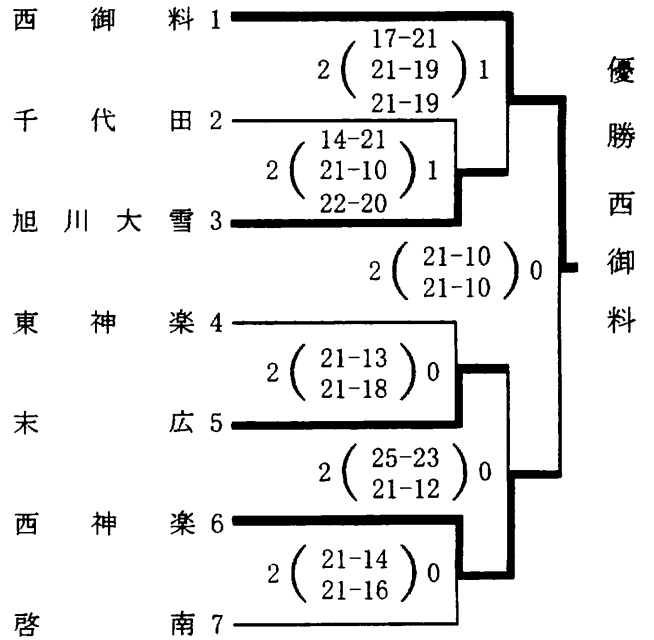 西御料 1
17-21
2 ( 21-19 ) 1
21-19
千代田 2
14-21
2 ( 21-10 ) 1
22-20
旭川大雪 3
2 ( 21-10 21-10 ) 0
東神楽 4
2 ( 21-13 21-18 ) 0
末広 5
2 ( 25-23 21-12 ) 0
西神楽 6
2 ( 21-14 21-16 ) 0
啓南 7
優勝西御料